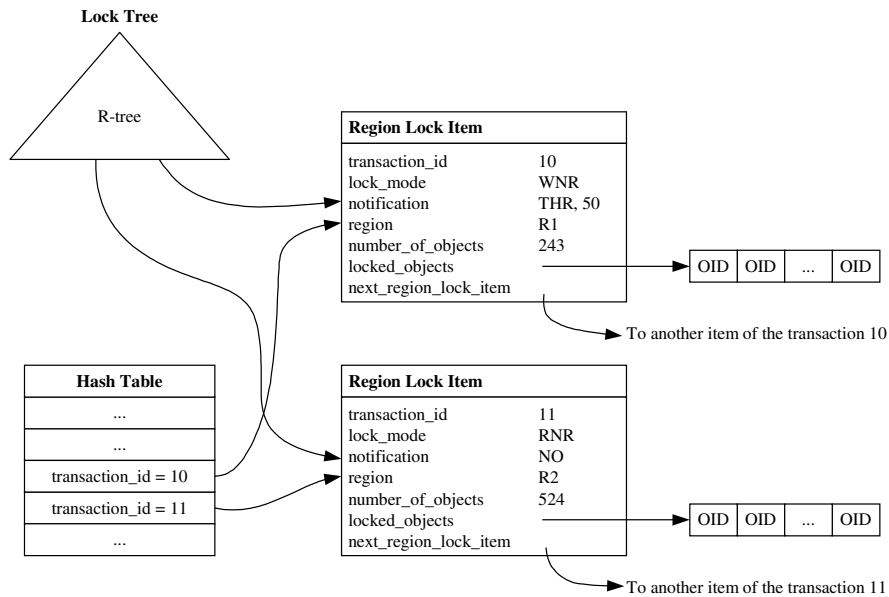 Lock Tree
R-tree
Region Lock Item
transaction_id 10
lock_mode WNR
notification THR, 50
region R1
number_of_objects 243
locked_objects
next_region_lock_item
OID OID ... OID
To another item of the transaction 10
Hash Table
...
...
transaction_id = 10
transaction_id = 11
...
Region Lock Item
transaction_id 11
lock_mode RNR
notification NO
region R2
number_of_objects 524
locked_objects
next_region_lock_item
OID OID ... OID
To another item of the transaction 11